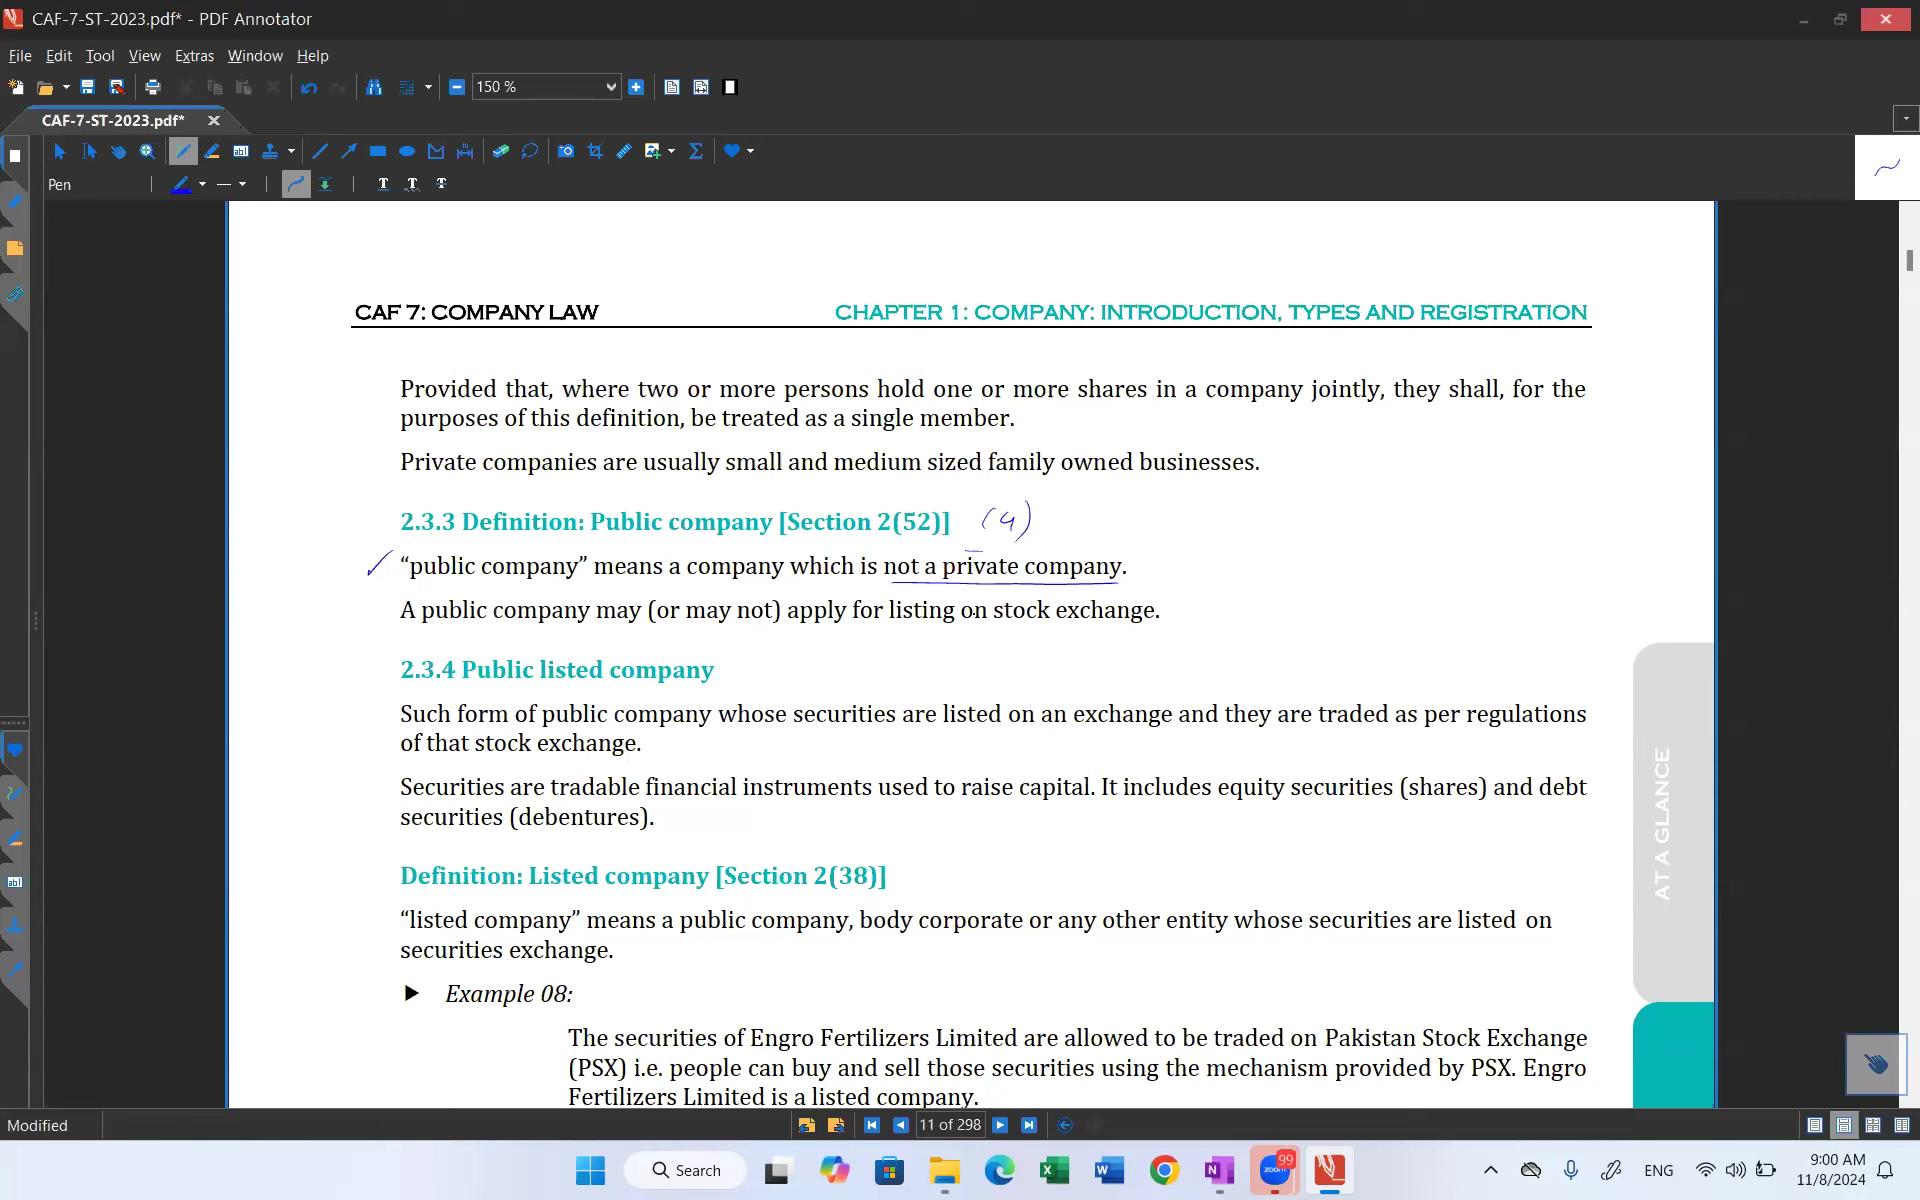 CAF-7-ST-2023.pdf* - PDF Annotator
File Edit Tool View Extras Window Help
150 %
CAF-7-ST-2023.pdf*
Pen
CAF 7: COMPANY LAW CHAPTER 1: COMPANY: INTRODUCTION, TYPES AND REGISTRATION
Provided that, where two or more persons hold one or more shares in a company jointly, they shall, for the
purposes of this definition, be treated as a single member.
Private companies are usually small and medium sized family owned businesses.
2.3.3 Definition: Public company [Section 2(52)] (4)
“public company” means a company which is not a private company.
A public company may (or may not) apply for listing on stock exchange.
2.3.4 Public listed company
Such form of public company whose securities are listed on an exchange and they are traded as per regulations
of that stock exchange.
Securities are tradable financial instruments used to raise capital. It includes equity securities (shares) and debt
securities (debentures).
Definition: Listed company [Section 2(38)]
“listed company” means a public company, body corporate or any other entity whose securities are listed on
securities exchange.
Example 08:
The securities of Engro Fertilizers Limited are allowed to be traded on Pakistan Stock Exchange
(PSX) i.e. people can buy and sell those securities using the mechanism provided by PSX. Engro
Fertilizers Limited is a listed company.
AT A GLANCE
Modified
11 of 298
Search
zoom
99
ENG
9:00 AM
11/8/2024